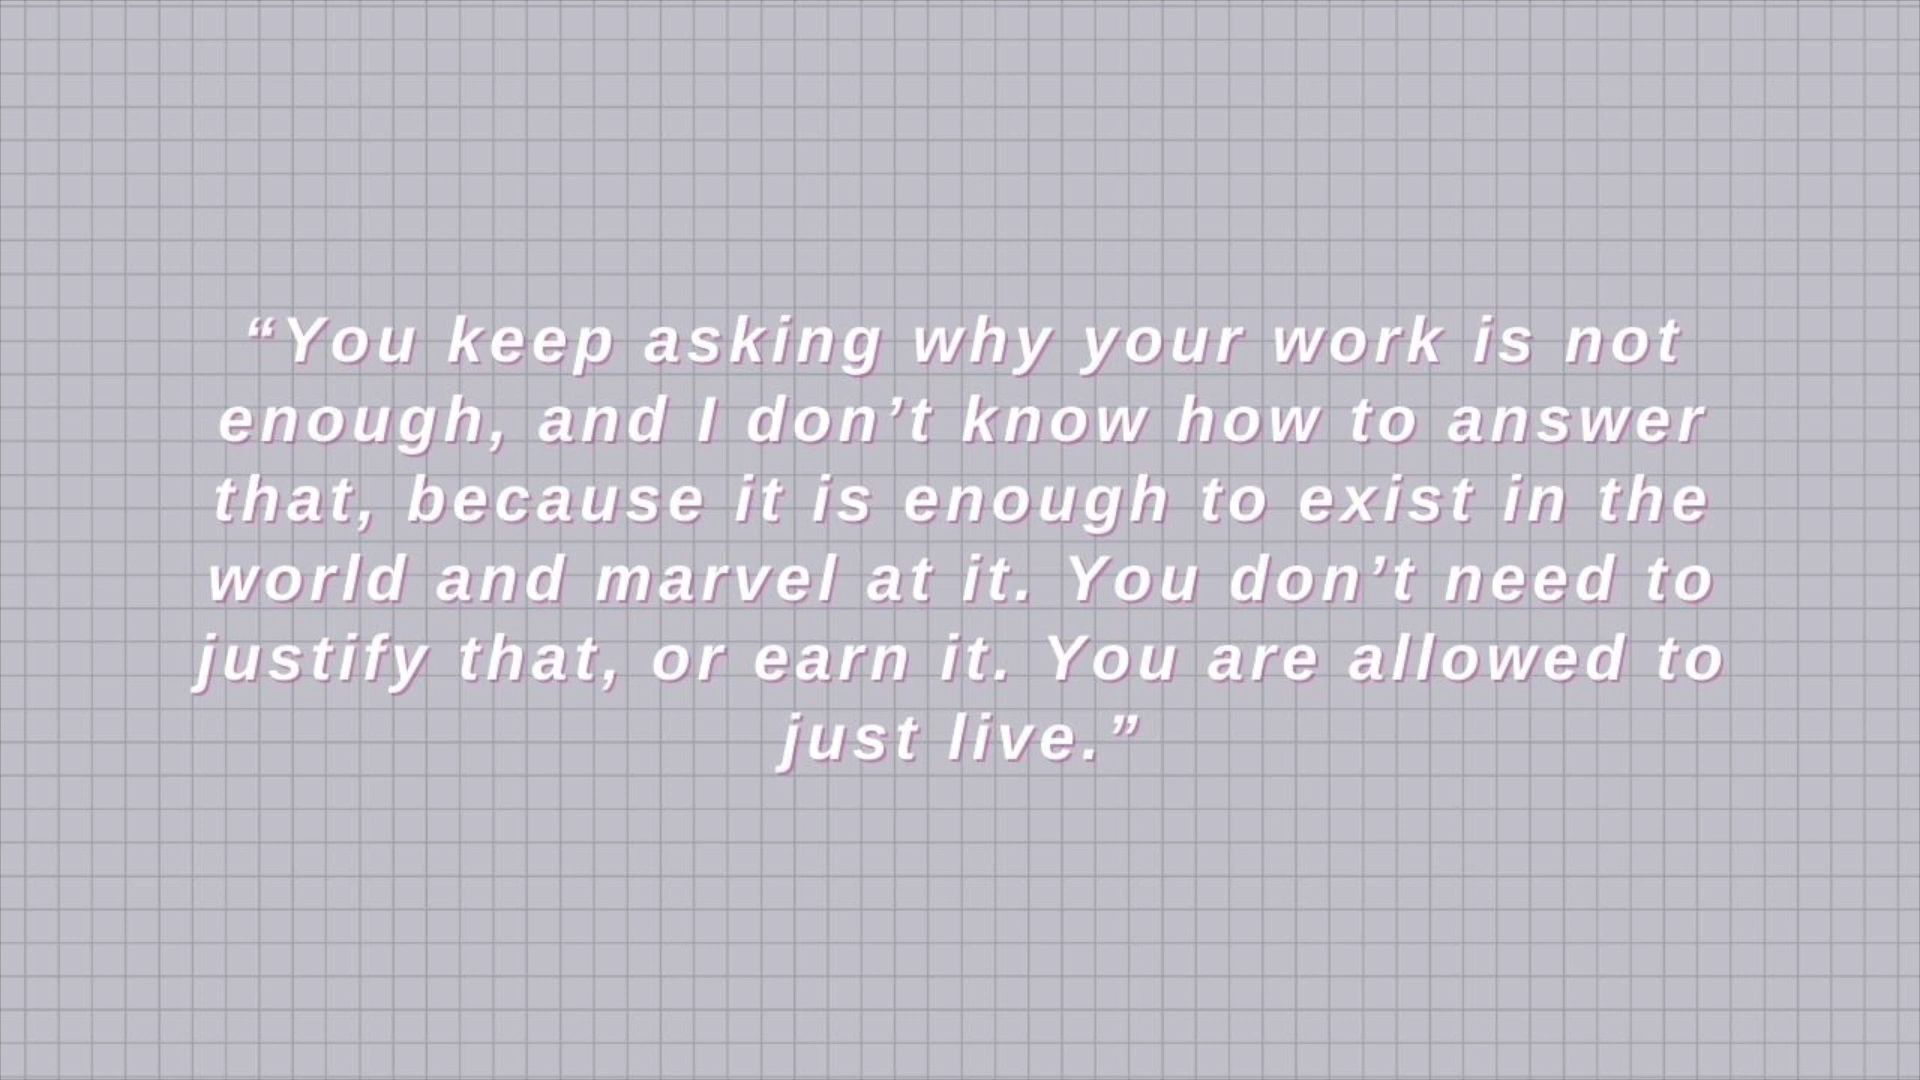 “You keep asking why your work is not
enough, and I don’t know how to answer
that, because it is enough to exist in the
world and marvel at it. You don’t need to
justify that, or earn it. You are allowed to
just live.”